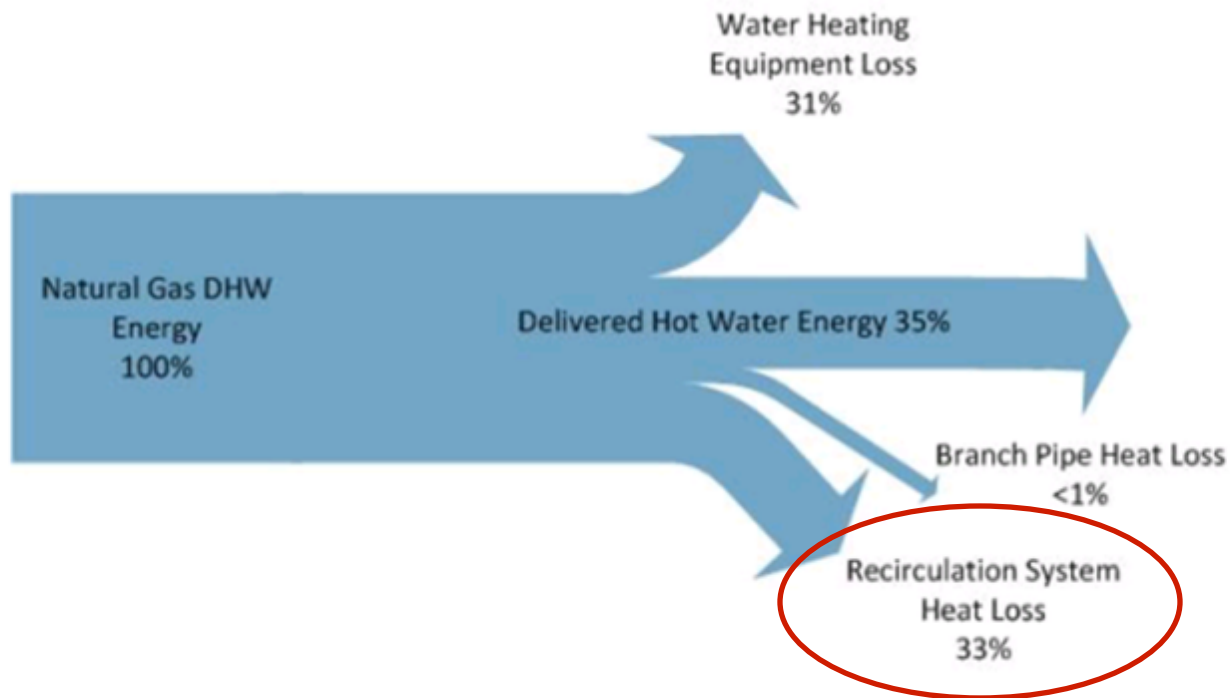 Water Heating
Equipment Loss
31%
Natural Gas DHW
Energy
100%
Delivered Hot Water Energy 35%
Branch Pipe Heat Loss
<1%
Recirculation System
Heat Loss
33%